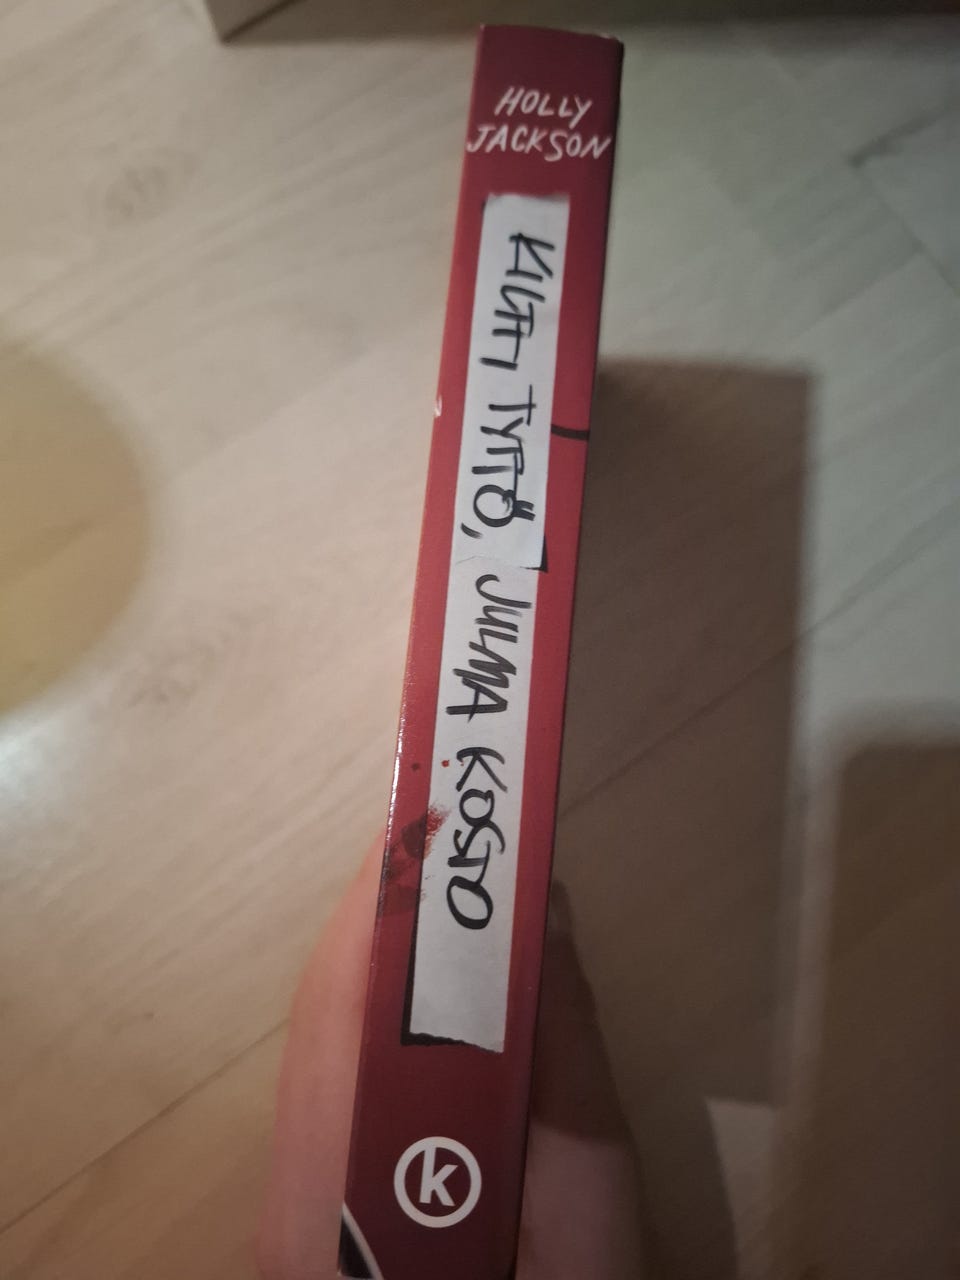 HOLLY
JACKSON
KILTTI TYTTÖ, JULMA KOSTO
k